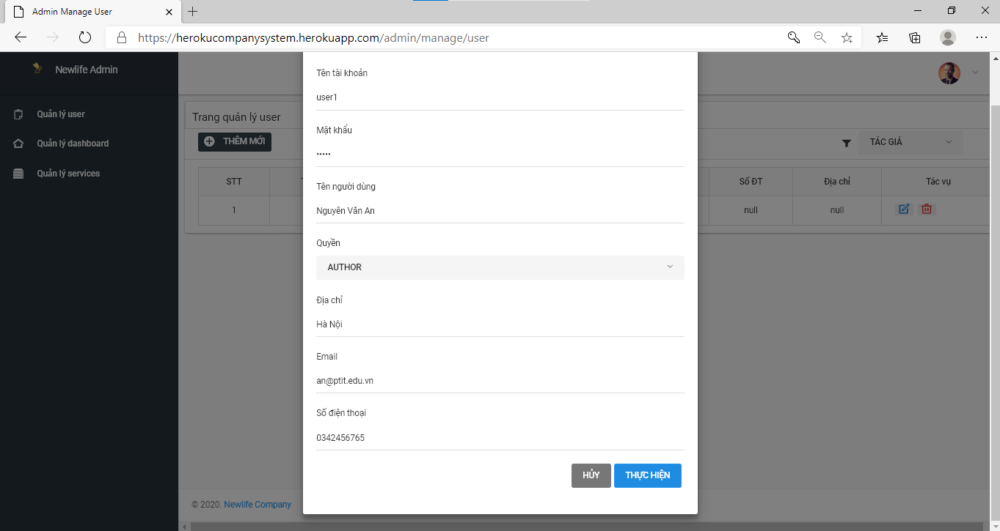 Admin Manage User
https://herokucompanysystem.herokuapp.com/admin/manage/user
Newlife Admin
Quản lý user
Quản lý dashboard
Quản lý services
Trang quản lý user
THÊM MỚI
TÁC GIẢ
STT
Số ĐT
Địa chỉ
Tác vụ
1
null
null
Tên tài khoản
user1
Mật khẩu
•••••
Tên người dùng
Nguyên Văn An
Quyền
AUTHOR
Địa chỉ
Hà Nội
Email
an@ptit.edu.vn
Số điện thoại
0342456765
HỦY
THỰC HIỆN
© 2020. Newlife Company